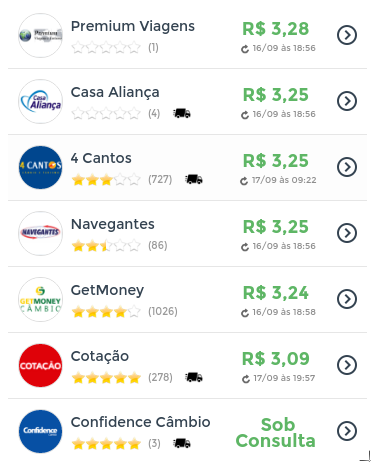 Premium
Premium Viagens
(1)
R$ 3,28
16/09 às 18:56
Casa
Aliança
Casa Aliança
(4)
R$ 3,25
16/09 às 18:56
4 CANTOS
4 Cantos
(727)
R$ 3,25
17/09 às 09:22
NAVEGANTES
Navegantes
(86)
R$ 3,25
16/09 às 18:56
GETMONEY
CÂMBIO
GetMoney
(1026)
R$ 3,24
16/09 às 18:58
COTAÇÃO
Cotação
(278)
R$ 3,09
17/09 às 19:57
Confidence
Confidence Câmbio
(3)
Sob
Consulta